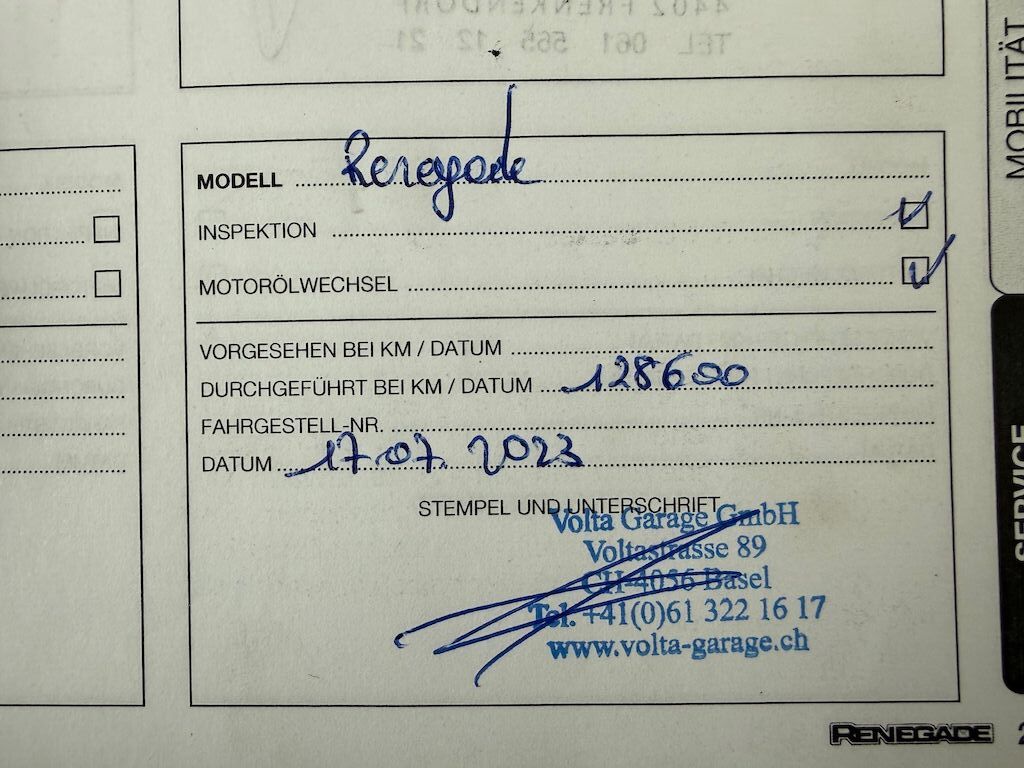 4402 FRENKENDORF
TEL 061 565 12 21
MODELL Renegade
INSPEKTION
MOTORÖLWECHSEL
VORGESEHEN BEI KM / DATUM
DURCHGEFÜHRT BEI KM / DATUM 128600
FAHRGESTELL-NR.
DATUM 17.07.2023
STEMPEL UND UNTERSCHRIFT
Volta Garage GmbH
Voltastrasse 89
CH-4056 Basel
Tel. +41(0)61 322 16 17
www.volta-garage.ch
RENEGADE
MOBILITÄT
SERVICE